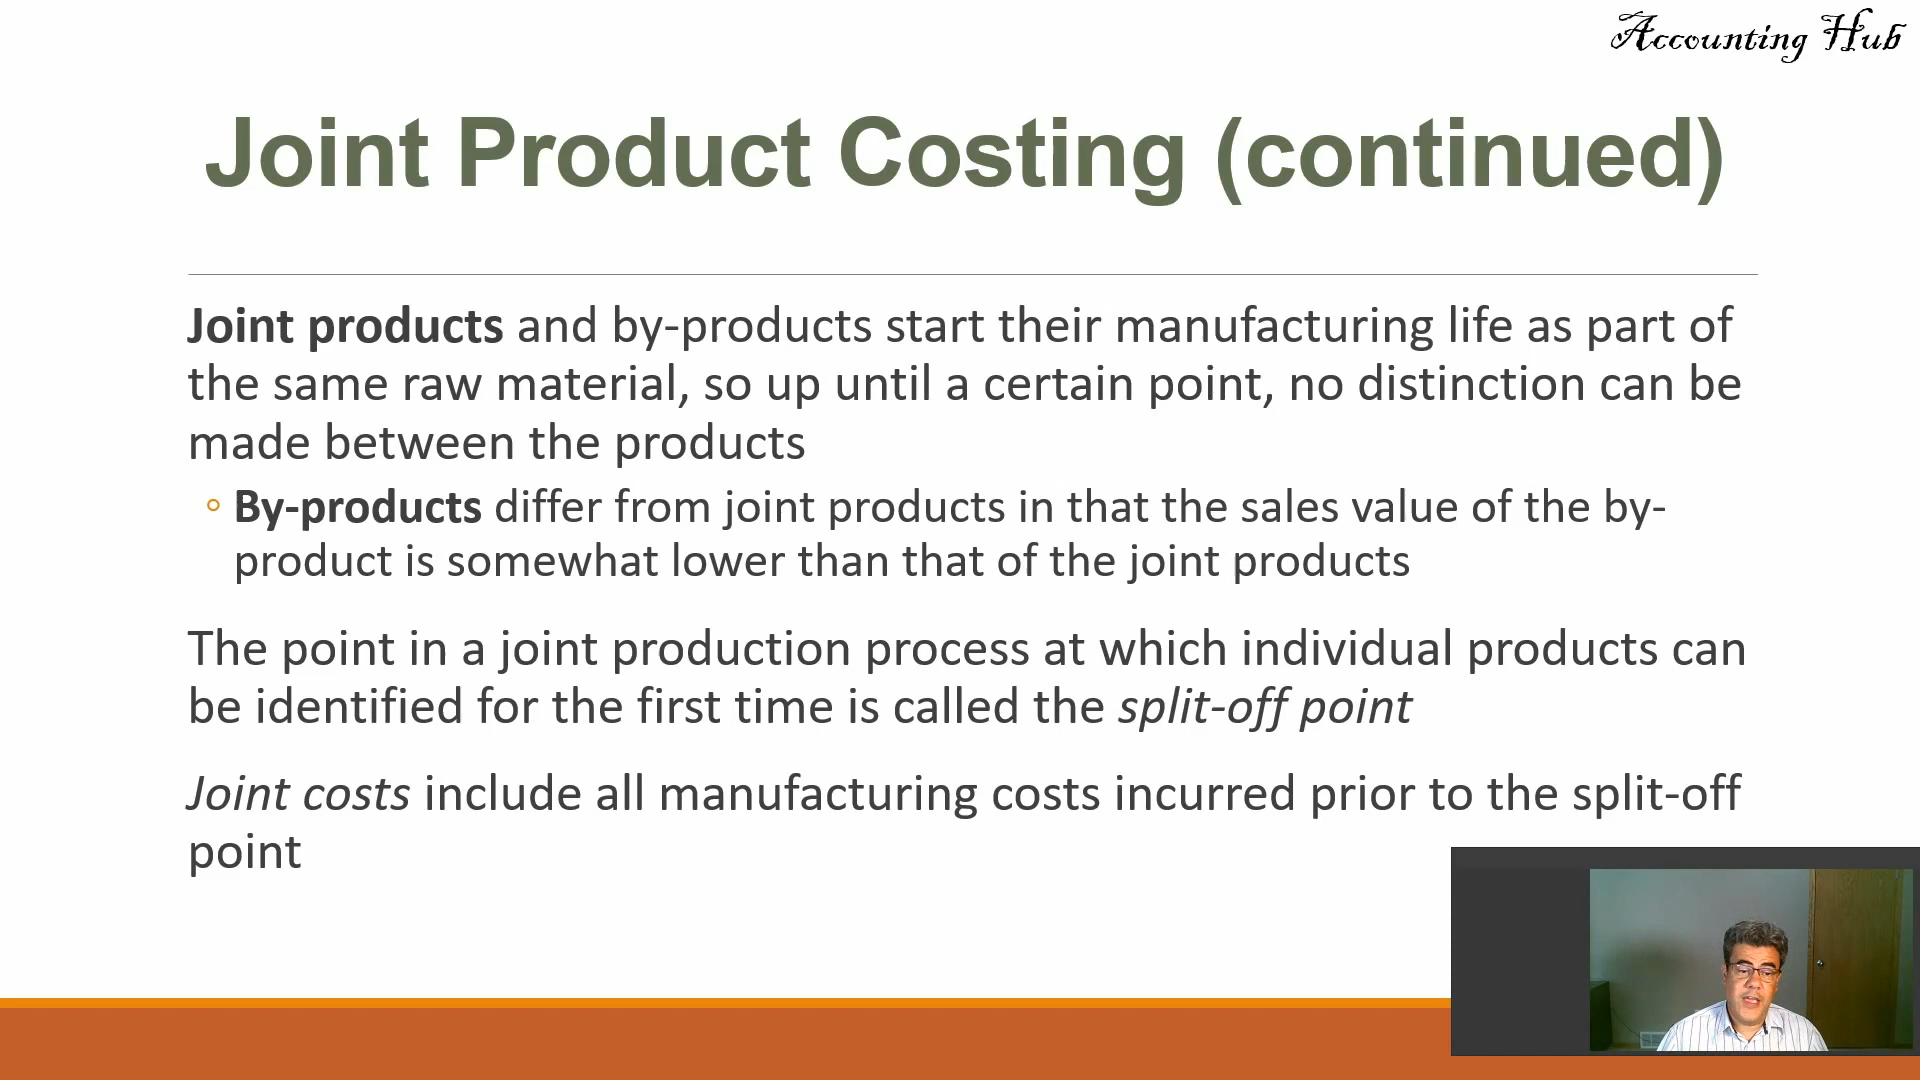 Accounting Hub
Joint Product Costing (continued)
Joint products and by-products start their manufacturing life as part of
the same raw material, so up until a certain point, no distinction can be
made between the products
◦ By-products differ from joint products in that the sales value of the by-
product is somewhat lower than that of the joint products
The point in a joint production process at which individual products can
be identified for the first time is called the split-off point
Joint costs include all manufacturing costs incurred prior to the split-off
point